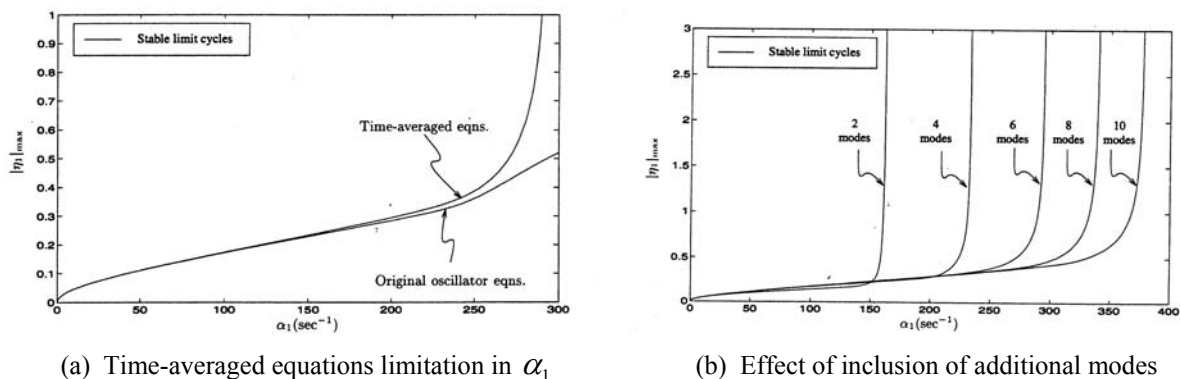 1
0.9
0.8
0.7
0.6
0.5
0.4
0.3
0.2
0.1
0
|η₁|max
Stable limit cycles
Time-averaged eqns.
Original oscillator eqns.
0 50 100 150 200 250 300
α₁(sec⁻¹)
(a) Time-averaged equations limitation in α₁
3
2.5
2
1.5
1
0.5
0
|η₁|max
Stable limit cycles
2 modes
4 modes
6 modes
8 modes
10 modes
0 50 100 150 200 250 300 350 400
α₁(sec⁻¹)
(b) Effect of inclusion of additional modes